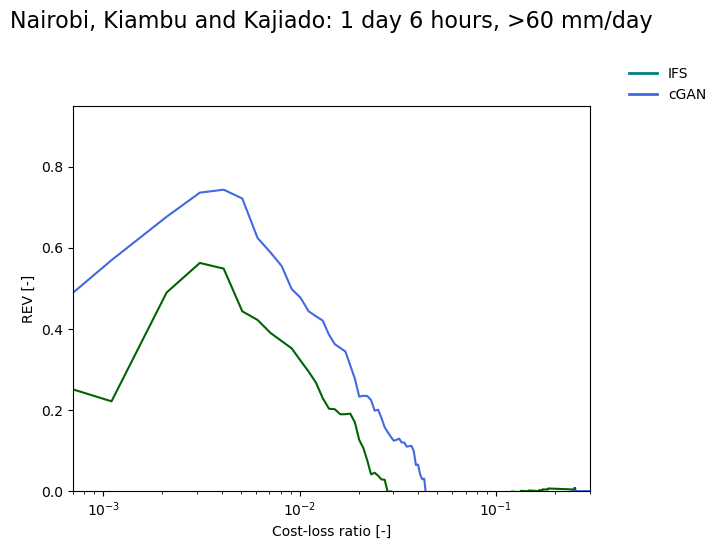 Nairobi, Kiambu and Kajiado: 1 day 6 hours, >60 mm/day
IFS
cGAN
0.8
0.6
0.4
0.2
0.0
REV [-]
10⁻³
10⁻²
10⁻¹
Cost-loss ratio [-]